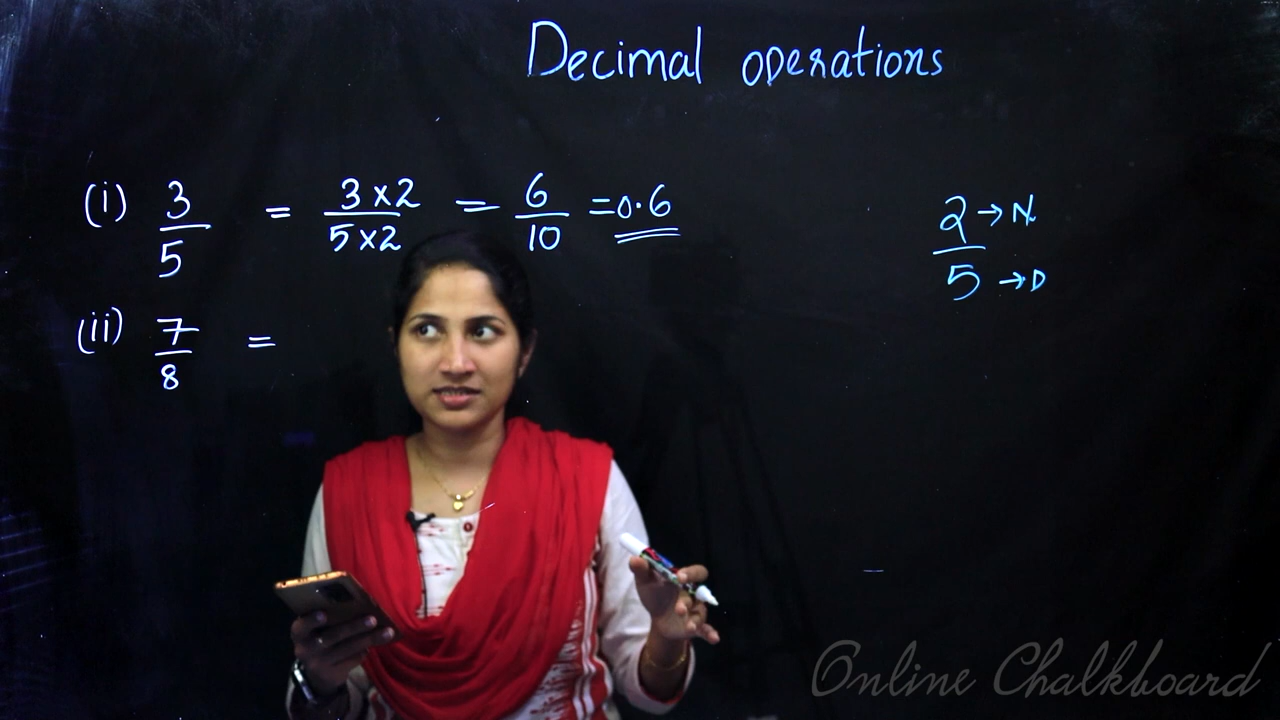 Decimal operations
(i) 3/5 = 3×2/5×2 = 6/10 = 0.6
2/5 → N → D
(ii) 7/8 =
Online Chalkboard